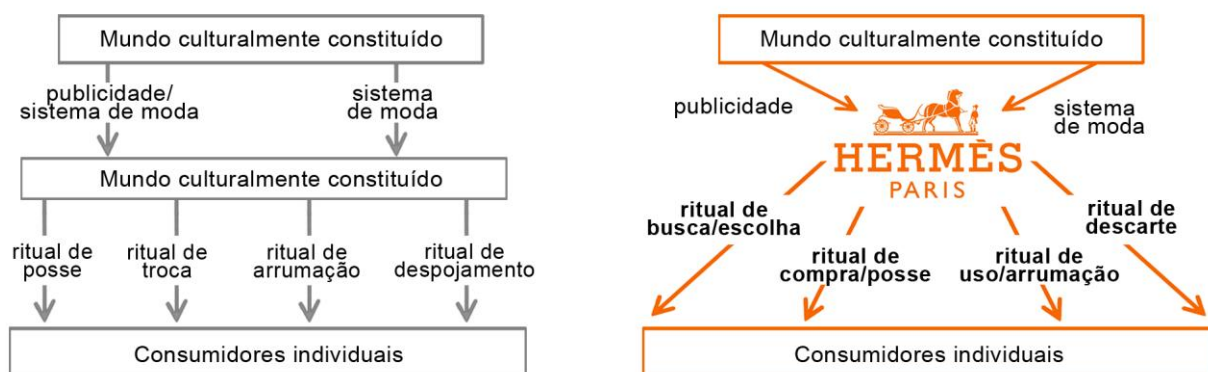 Mundo culturalmente constituído
publicidade/
sistema de moda
sistema
de moda
Mundo culturalmente constituído
ritual de
posse
ritual de
troca
ritual de
arrumação
ritual de
despojamento
Consumidores individuais
Mundo culturalmente constituído
publicidade
sistema
de moda
HERMÈS
PARIS
ritual de
busca/escolha
ritual de
compra/posse
ritual de
uso/arrumação
ritual de
descarte
Consumidores individuais